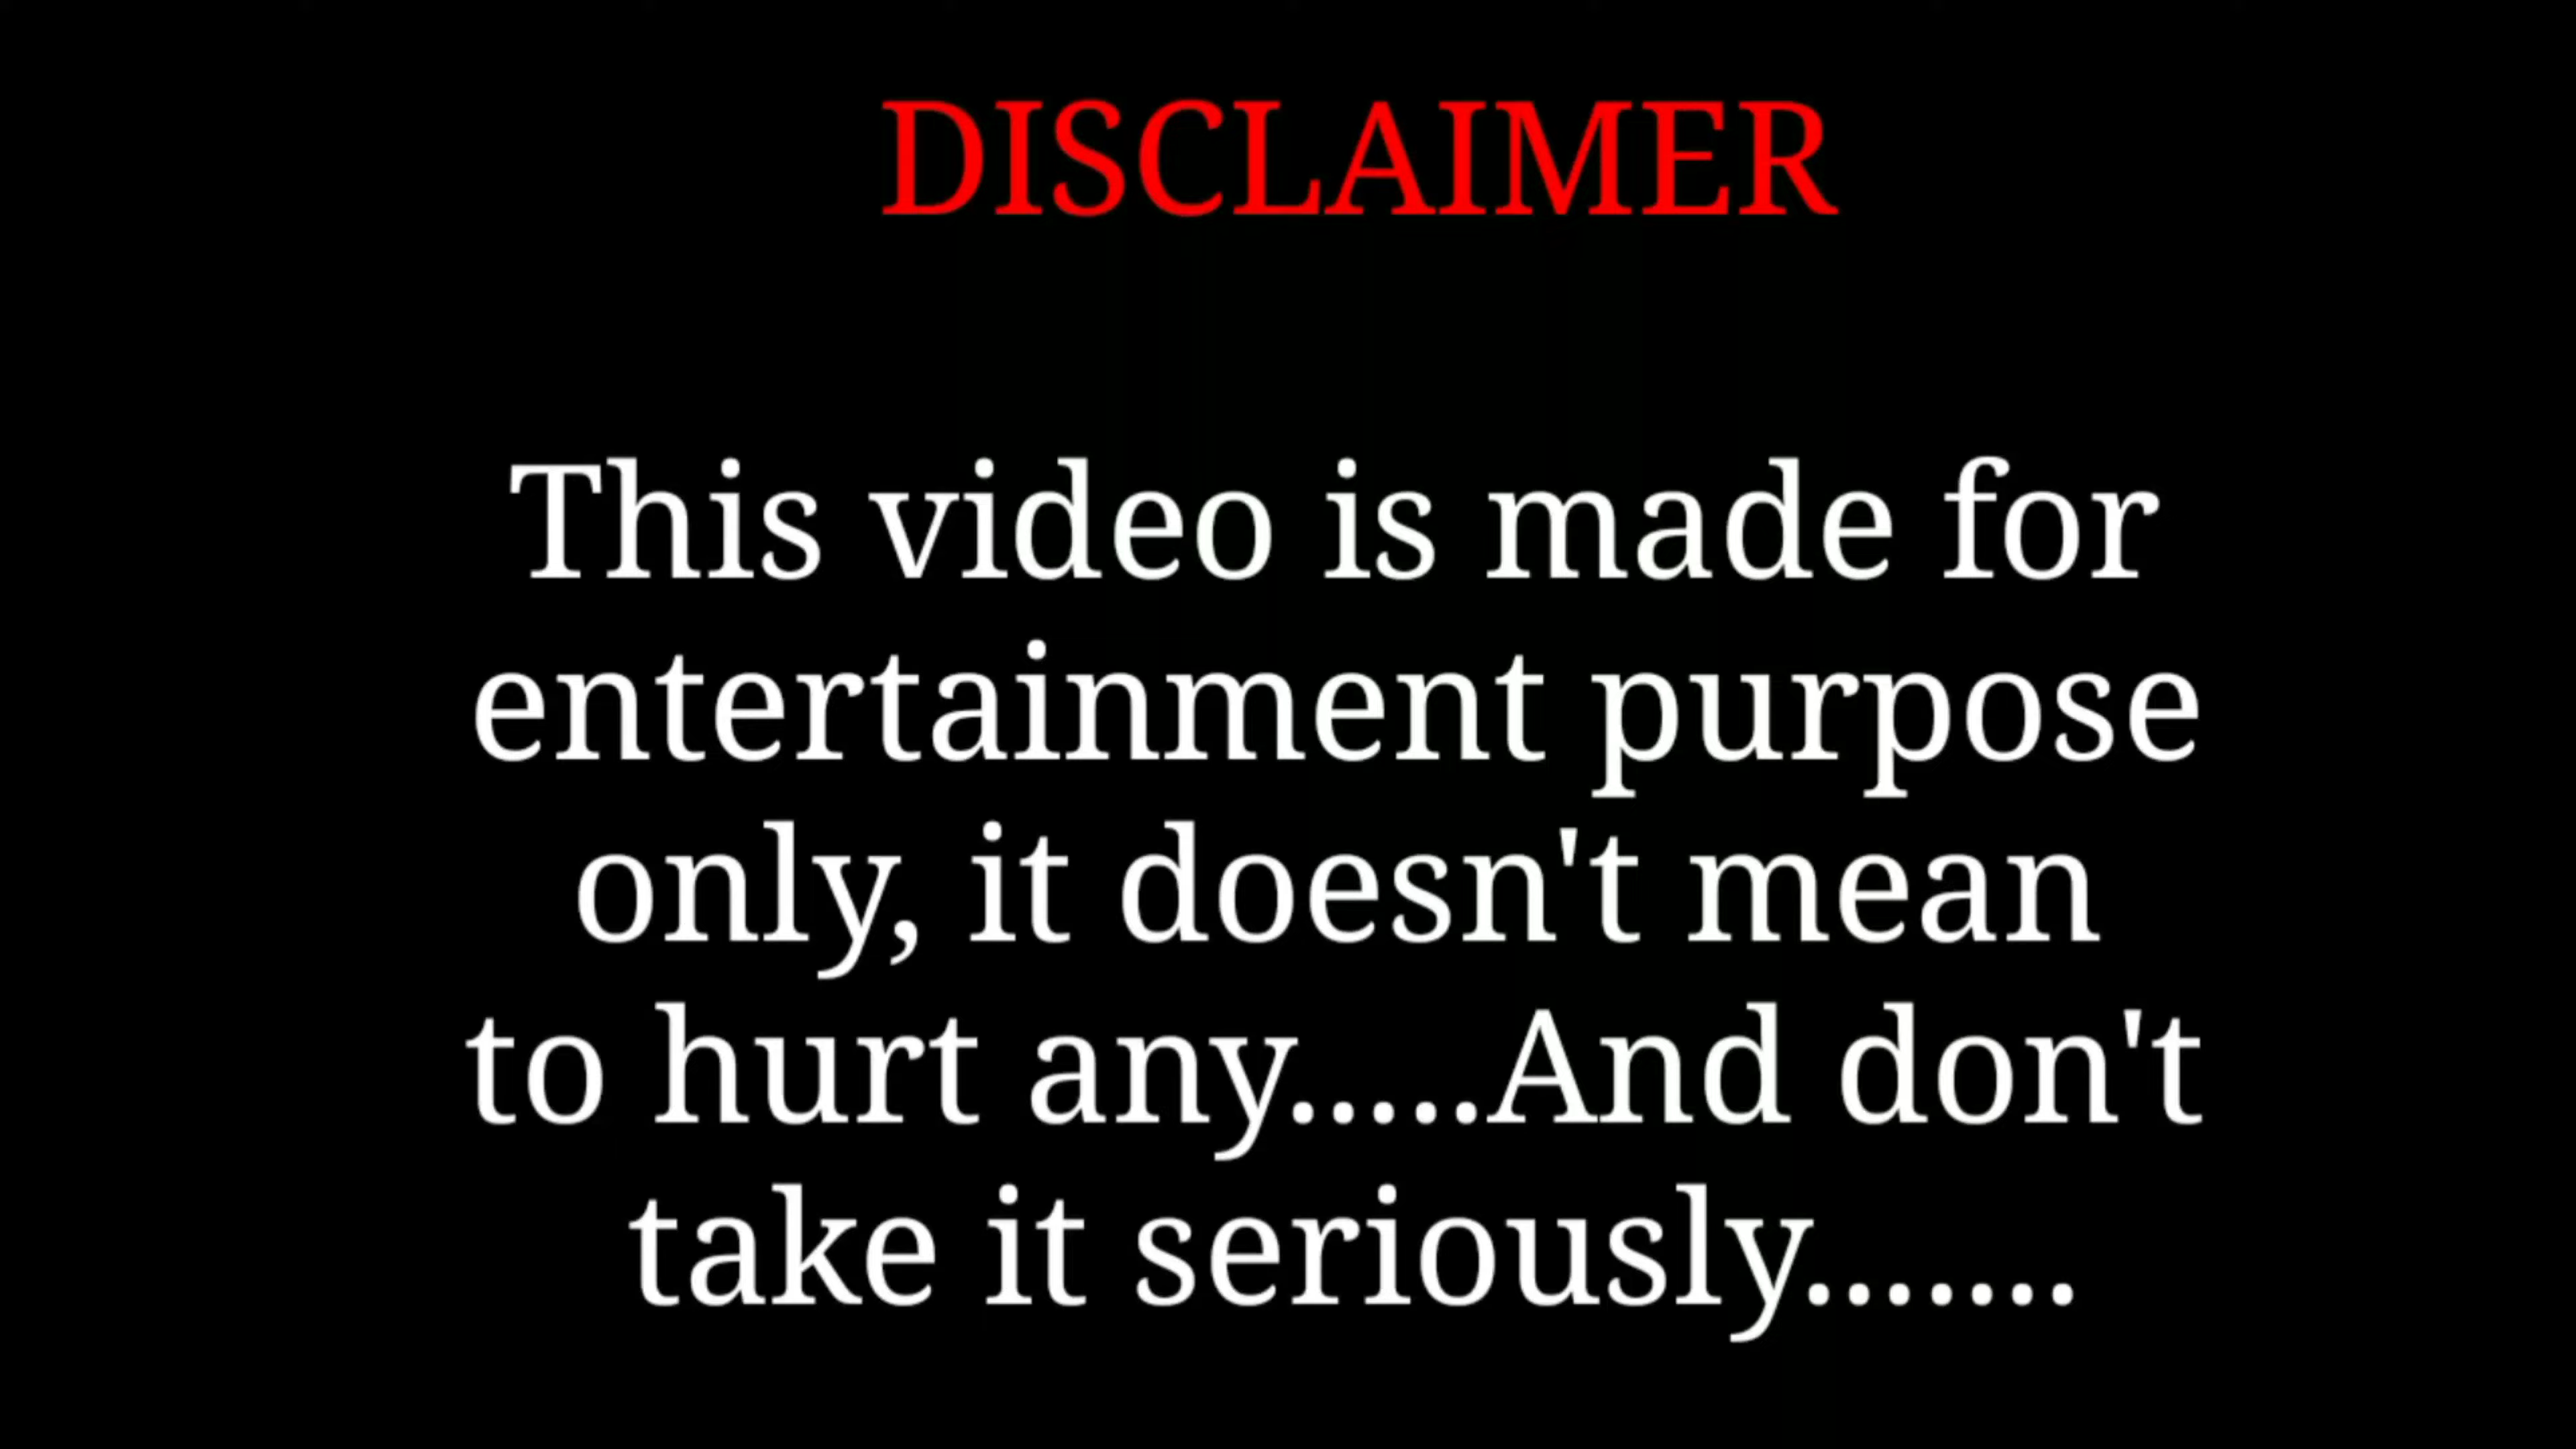 DISCLAIMER
This video is made for
entertainment purpose
only, it doesn't mean
to hurt any.....And don't
take it seriously.......